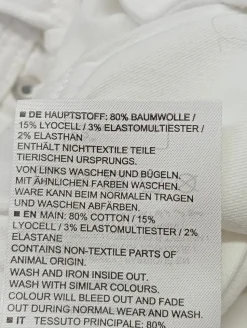 ■ DE HAUPTSTOFF: 80% BAUMWOLLE /
15% LYOCELL / 3% ELASTOMULTIESTER /
2% ELASTHAN
ENTHÄLT NICHTTEXTILE TEILE
TIERISCHEN URSPRUNGS.
VON LINKS WASCHEN UND BÜGELN.
MIT ÄHNLICHEN FARBEN WASCHEN.
WARE KANN BEIM NORMALEN TRAGEN
UND WASCHEN ABFÄRBEN.
■ EN MAIN: 80% COTTON / 15%
LYOCELL / 3% ELASTOMULTIESTER / 2%
ELASTANE
CONTAINS NON-TEXTILE PARTS OF
ANIMAL ORIGIN.
WASH AND IRON INSIDE OUT.
WASH WITH SIMILAR COLOURS.
COLOUR WILL BLEED OUT AND FADE
OUT DURING NORMAL WEAR AND WASH.
■ IT TESSUTO PRINCIPALE: 80%